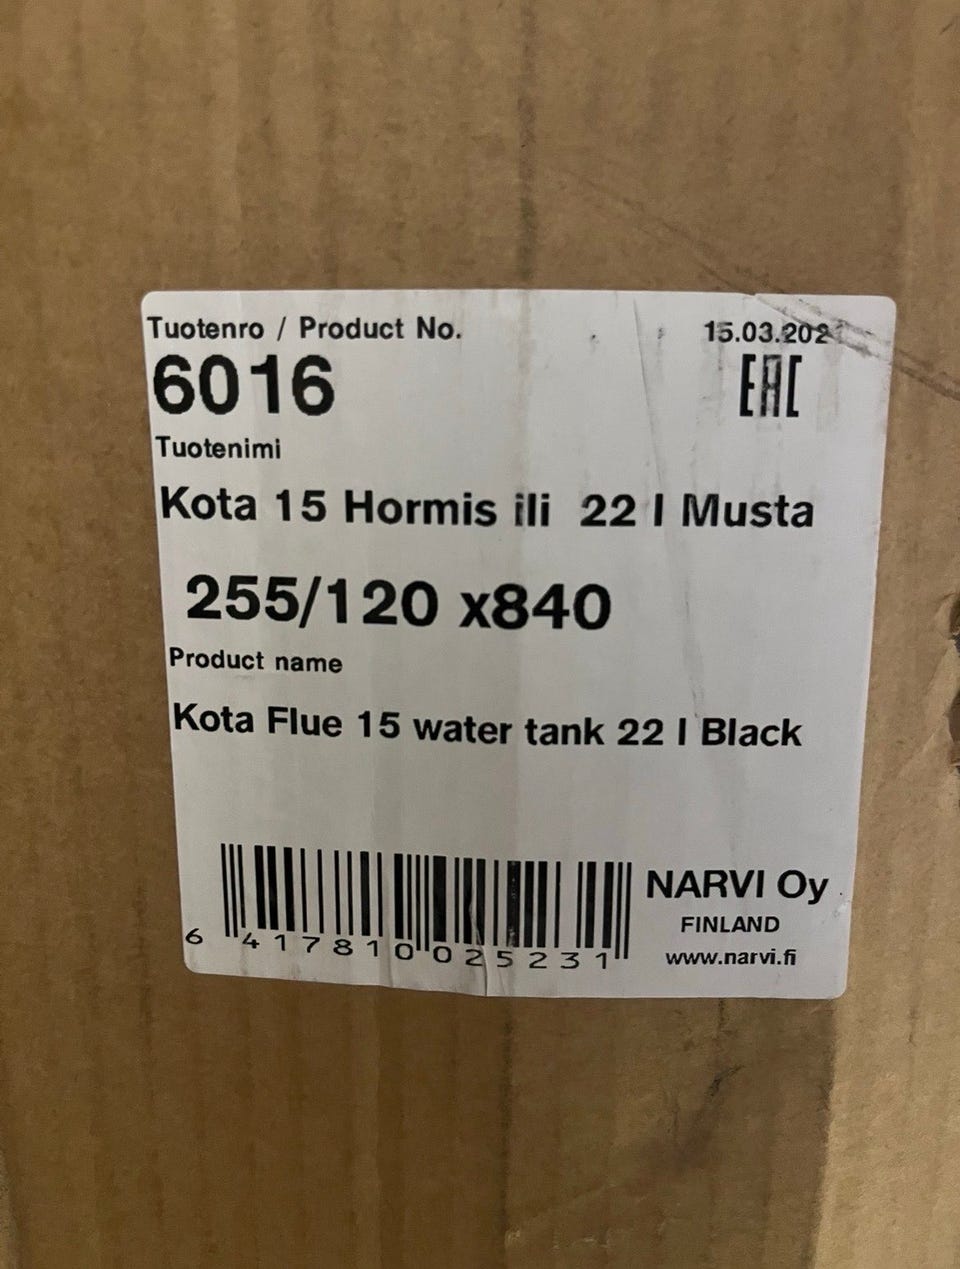 Tuotenro / Product No.
15.03.202
6016
EAC
Tuotenimi
Kota 15 Hormis ili 22 l Musta
255/120 x840
Product name
Kota Flue 15 water tank 22 l Black
NARVI Oy
FINLAND
www.narvi.fi
6 417810 025231